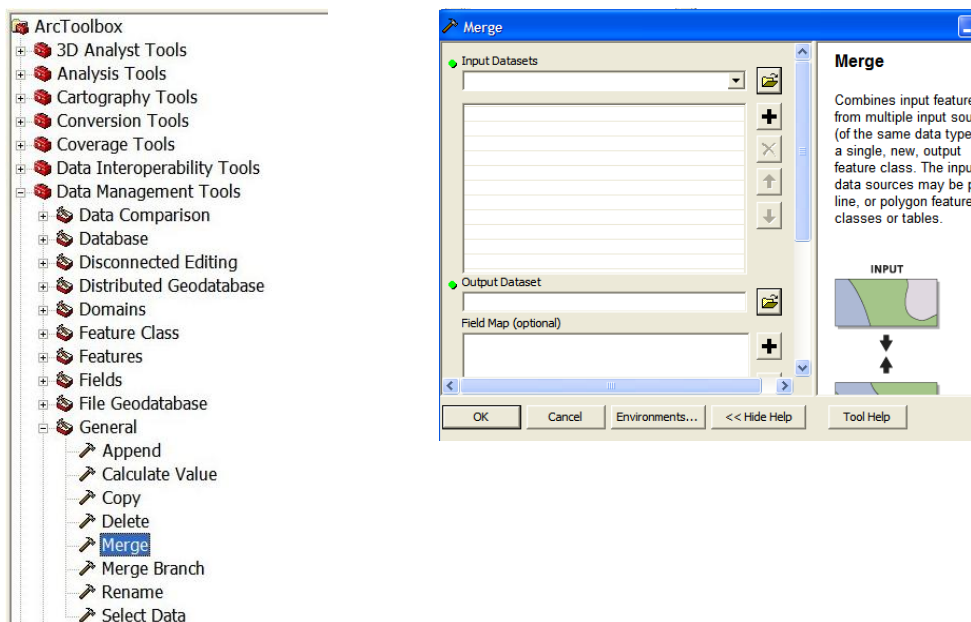 ArcToolbox
3D Analyst Tools
Analysis Tools
Cartography Tools
Conversion Tools
Coverage Tools
Data Interoperability Tools
Data Management Tools
Data Comparison
Database
Disconnected Editing
Distributed Geodatabase
Domains
Feature Class
Features
Fields
File Geodatabase
General
Append
Calculate Value
Copy
Delete
Merge
Merge Branch
Rename
Select Data
Merge
Input Datasets
Output Dataset
Field Map (optional)
OK
Cancel
Environments...
<< Hide Help
Tool Help
Merge
Combines input feature
from multiple input sou
(of the same data type
a single, new, output
feature class. The inpu
data sources may be p
line, or polygon feature
classes or tables.
INPUT